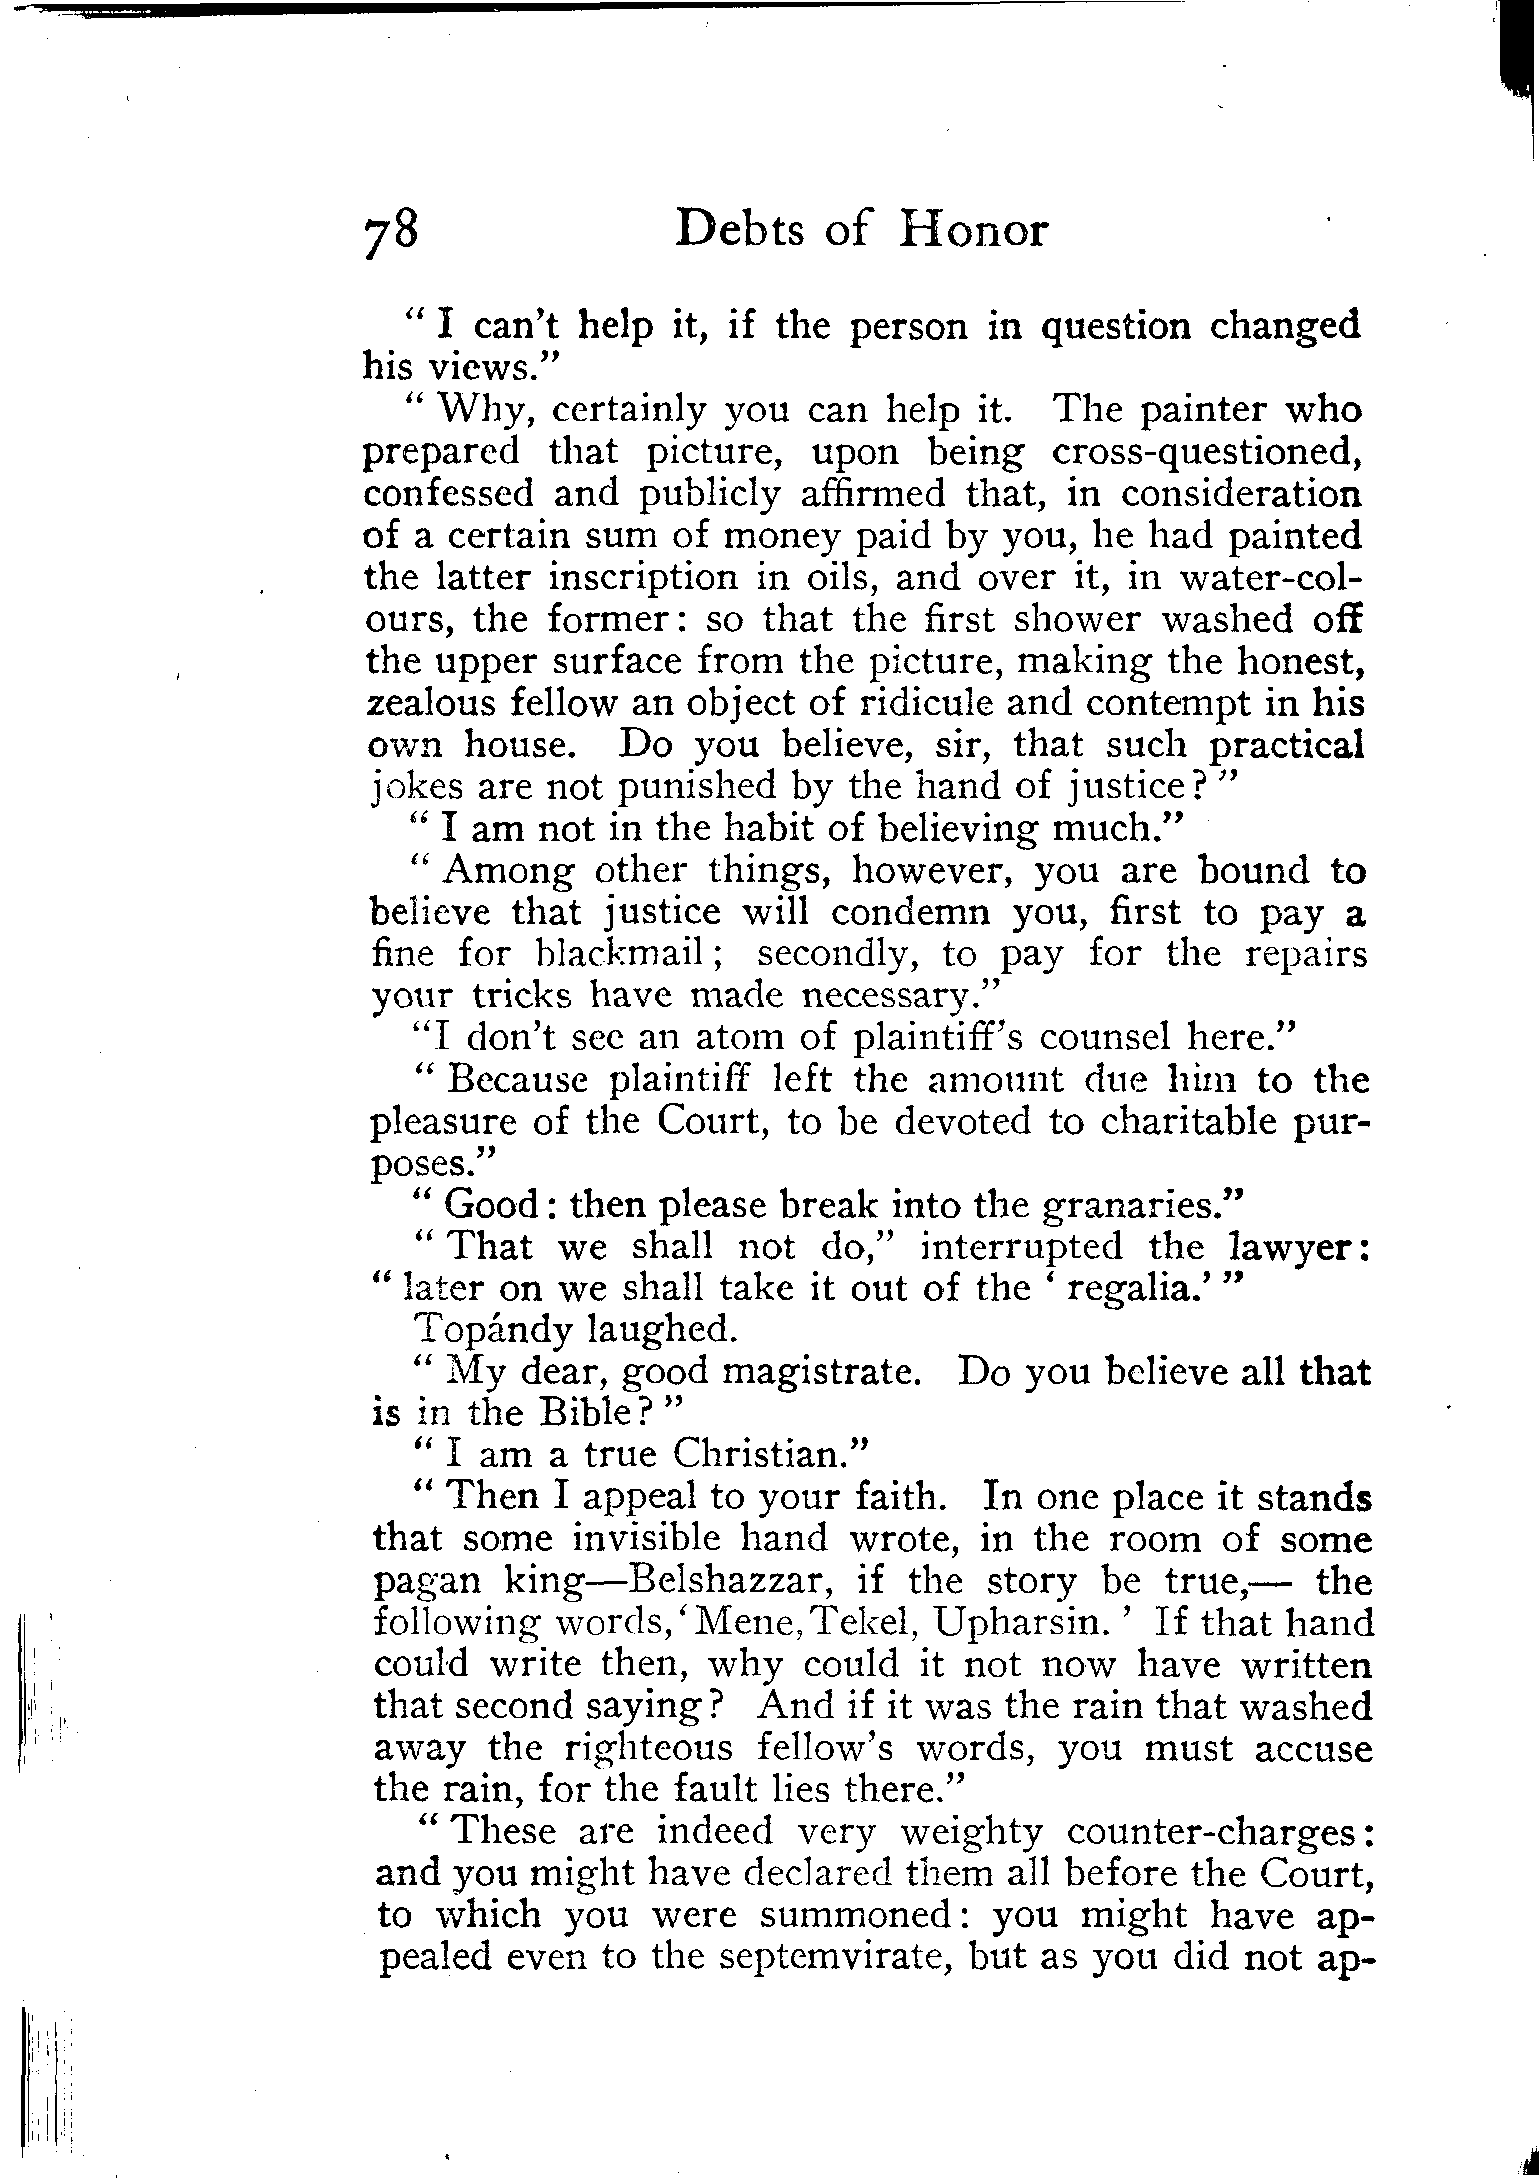 78 Debts of Honor
“ I can't help it, if the person in question changed
his views.”
“ Why, certainly you can help it. The painter who
prepared that picture, upon being cross-questioned,
confessed and publicly affirmed that, in consideration
of a certain sum of money paid by you, he had painted
the latter inscription in oils, and over it, in water-col-
ours, the former: so that the first shower washed off
the upper surface from the picture, making the honest,
zealous fellow an object of ridicule and contempt in his
own house. Do you believe, sir, that such practical
jokes are not punished by the hand of justice? ”
“ I am not in the habit of believing much.”
“ Among other things, however, you are bound to
believe that justice will condemn you, first to pay a
fine for blackmail; secondly, to pay for the repairs
your tricks have made necessary.”
“I don't see an atom of plaintiff's counsel here.”
“ Because plaintiff left the amount due him to the
pleasure of the Court, to be devoted to charitable pur-
poses.”
“ Good: then please break into the granaries.”
“ That we shall not do,” interrupted the lawyer:
“ later on we shall take it out of the ‘ regalia.’ ”
Topándy laughed.
“ My dear, good magistrate. Do you believe all that
is in the Bible? ”
“ I am a true Christian.”
“ Then I appeal to your faith. In one place it stands
that some invisible hand wrote, in the room of some
pagan king—Belshazzar, if the story be true,— the
following words, ‘Mene, Tekel, Upharsin. ’ If that hand
could write then, why could it not now have written
that second saying? And if it was the rain that washed
away the righteous fellow's words, you must accuse
the rain, for the fault lies there.”
“ These are indeed very weighty counter-charges:
and you might have declared them all before the Court,
to which you were summoned: you might have ap-
pealed even to the septemvirate, but as you did not ap-